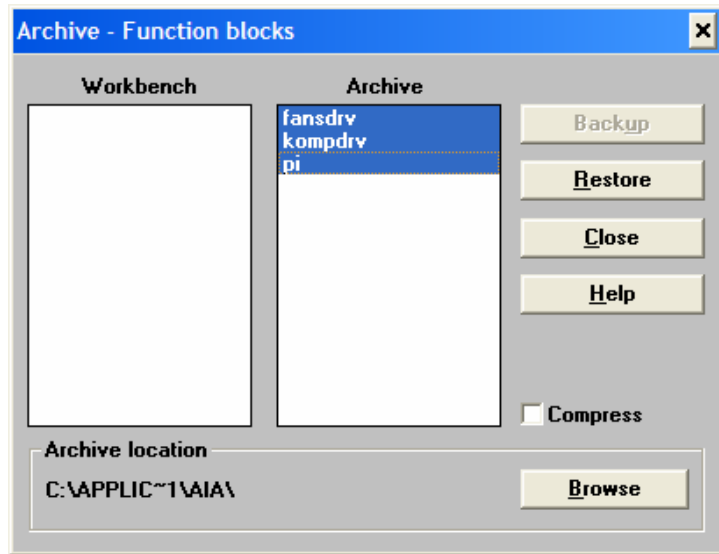 Archive - Function blocks
Workbench
Archive
fansdrv
kompdrv
pi
Backup
Restore
Close
Help
Compress
Archive location
C:\APPLIC~1\AIA\
Browse